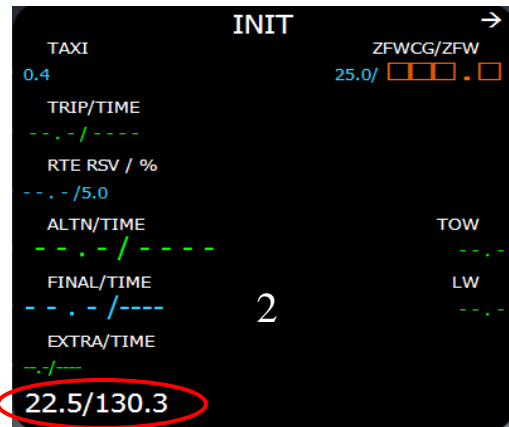 INIT →
TAXI ZFWCG/ZFW
0.4 25.0/ □□□.□
TRIP/TIME
--.-/----
RTE RSV / %
--.-/5.0
ALTN/TIME TOW
--.-/---- --.-
FINAL/TIME LW
--.-/---- --.-
2
EXTRA/TIME
--.-/----
22.5/130.3